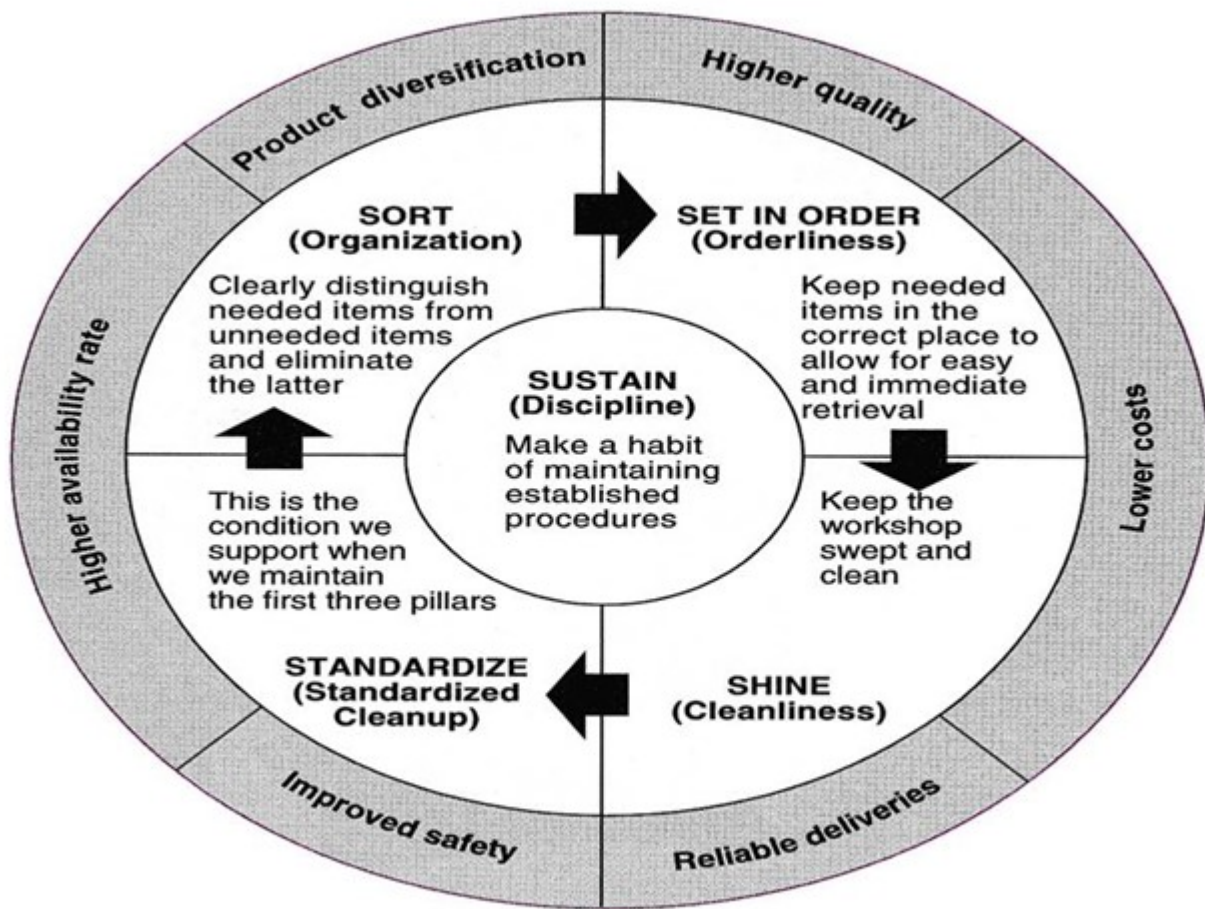 Product diversification
Higher quality
Higher availability rate
Lower costs
Improved safety
Reliable deliveries
SORT
(Organization)
Clearly distinguish
needed items from
unneeded items
and eliminate
the latter
SET IN ORDER
(Orderliness)
Keep needed
items in the
correct place to
allow for easy
and immediate
retrieval
SUSTAIN
(Discipline)
Make a habit
of maintaining
established
procedures
This is the
condition we
support when
we maintain
the first three pillars
STANDARDIZE
(Standardized
Cleanup)
Keep the
workshop
swept and
clean
SHINE
(Cleanliness)